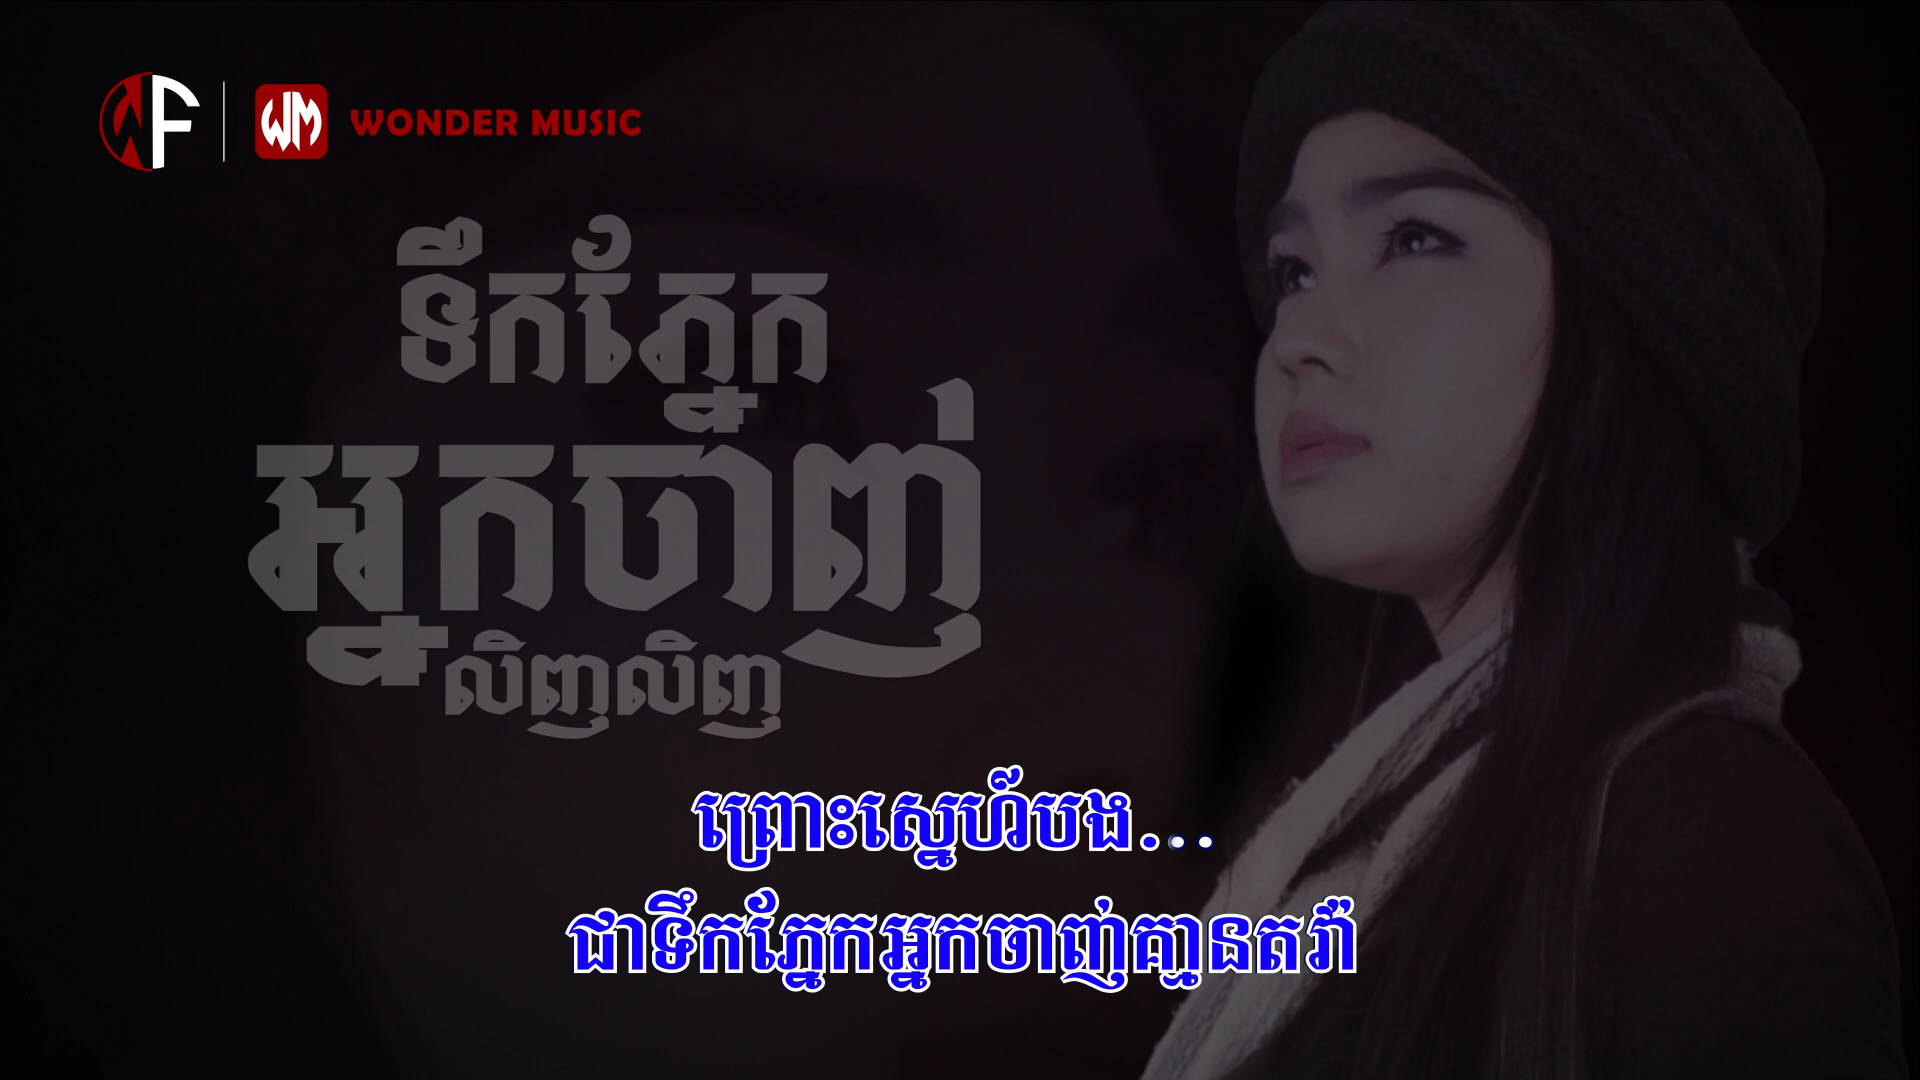 WF | WM WONDER MUSIC
ទឹកភ្នែក
អ្នកចាញ់
លិញលិញ
ព្រោះស្នេហ៍បង...
ជាទឹកភ្នែកអ្នកចាញ់គ្មានតវ៉ា